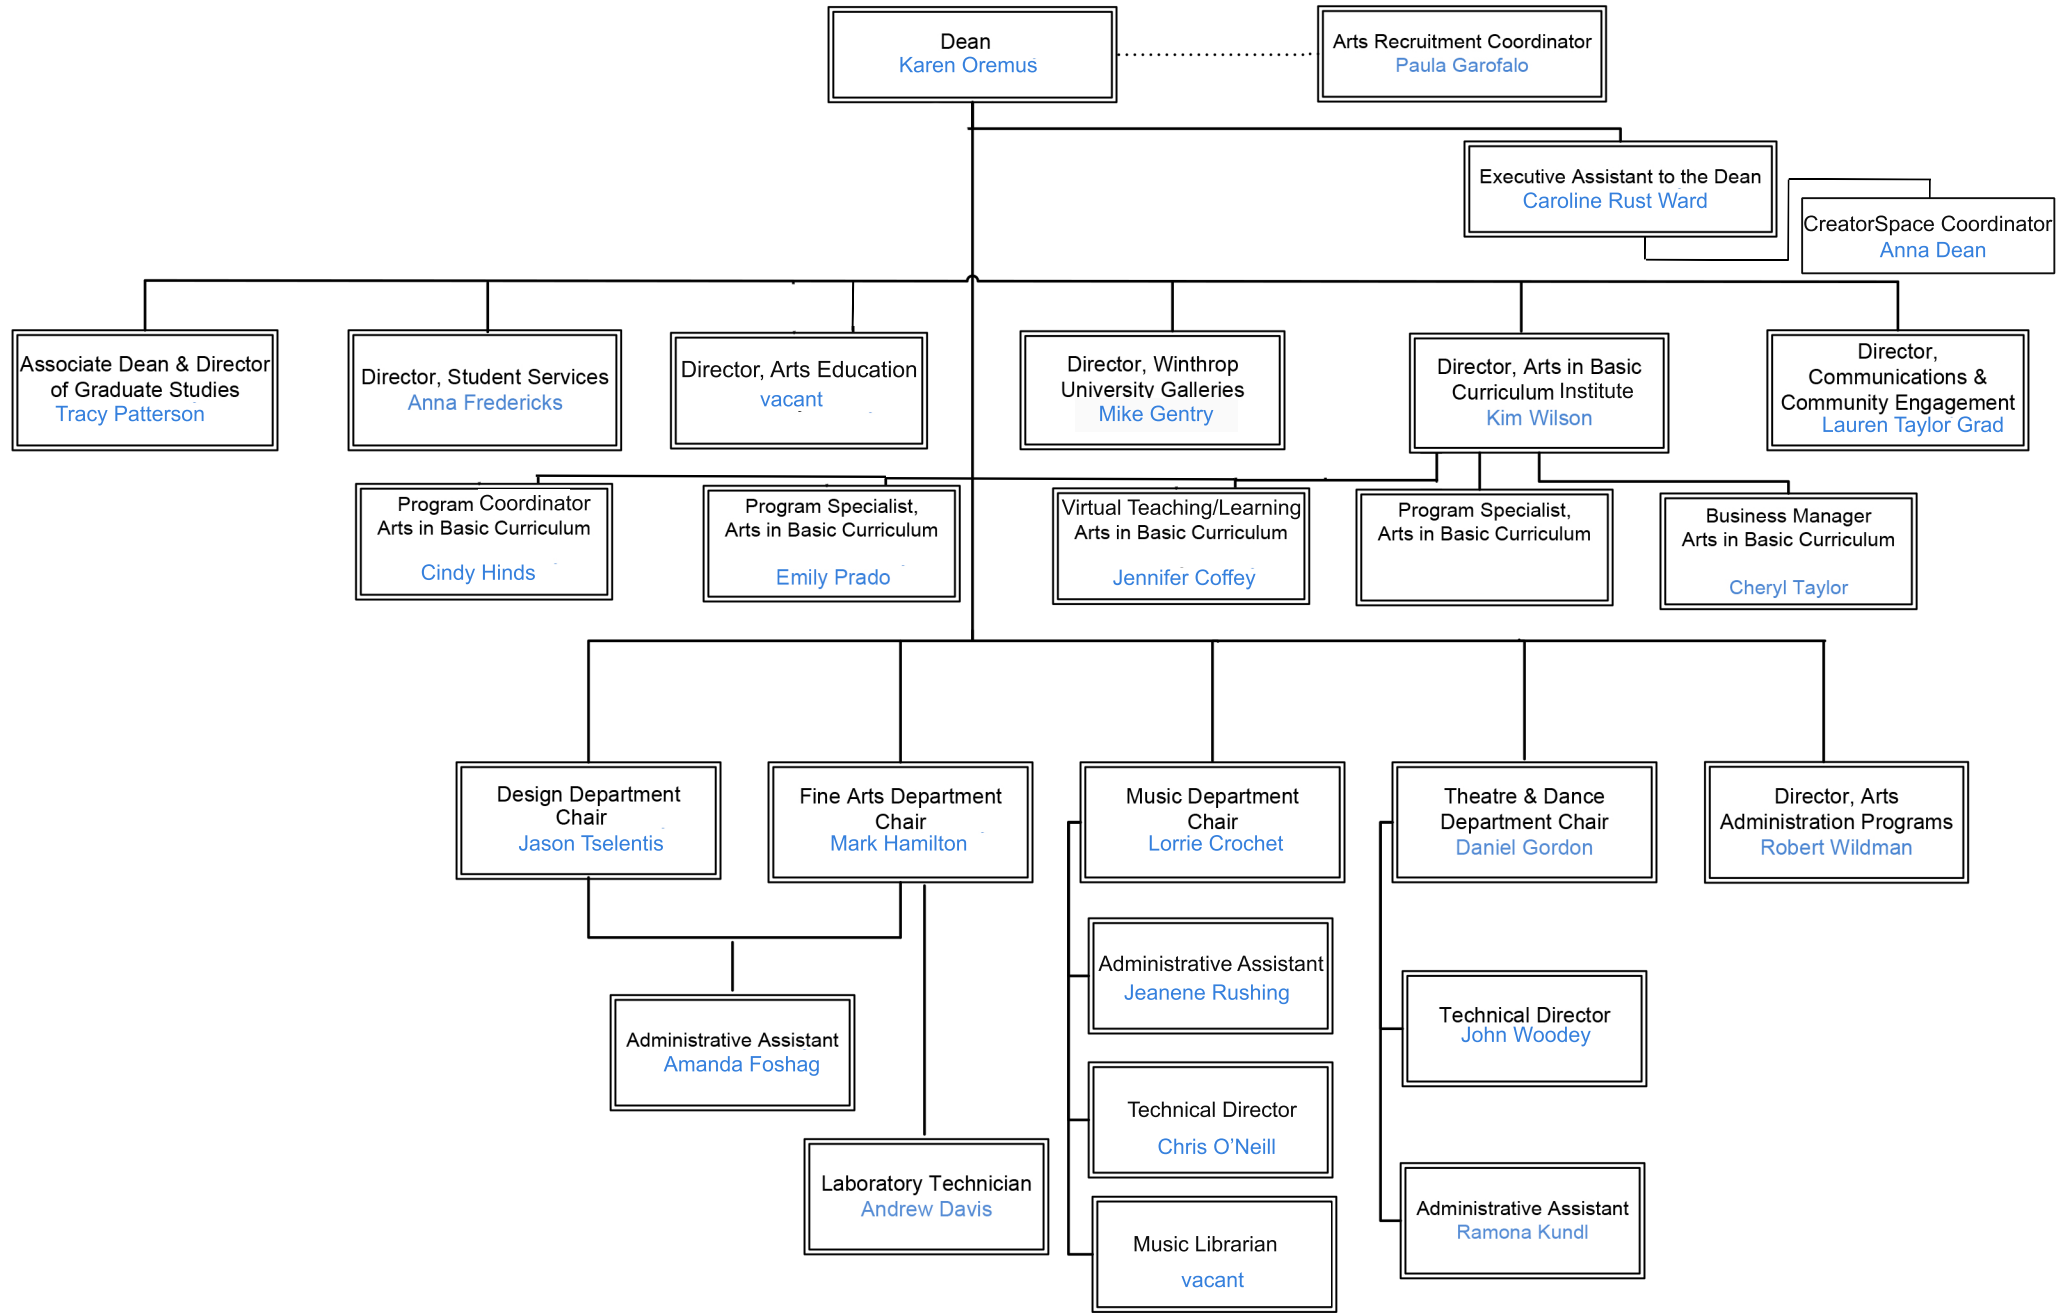 Dean
Karen Oremus
Arts Recruitment Coordinator
Paula Garofalo
Executive Assistant to the Dean
Caroline Rust Ward
CreatorSpace Coordinator
Anna Dean
Associate Dean & Director
of Graduate Studies
Tracy Patterson
Director, Student Services
Anna Fredericks
Director, Arts Education
vacant
Director, Winthrop
University Galleries
Mike Gentry
Director, Arts in Basic
Curriculum Institute
Kim Wilson
Director,
Communications &
Community Engagement
Lauren Taylor Grad
Program Coordinator
Arts in Basic Curriculum
Cindy Hinds
Program Specialist,
Arts in Basic Curriculum
Emily Prado
Virtual Teaching/Learning
Arts in Basic Curriculum
Jennifer Coffey
Program Specialist,
Arts in Basic Curriculum
Business Manager
Arts in Basic Curriculum
Cheryl Taylor
Design Department
Chair
Jason Tselentis
Fine Arts Department
Chair
Mark Hamilton
Music Department
Chair
Lorrie Crochet
Theatre & Dance
Department Chair
Daniel Gordon
Director, Arts
Administration Programs
Robert Wildman
Administrative Assistant
Amanda Foshag
Laboratory Technician
Andrew Davis
Administrative Assistant
Jeanene Rushing
Technical Director
Chris O’Neill
Music Librarian
vacant
Technical Director
John Woodey
Administrative Assistant
Ramona Kundl